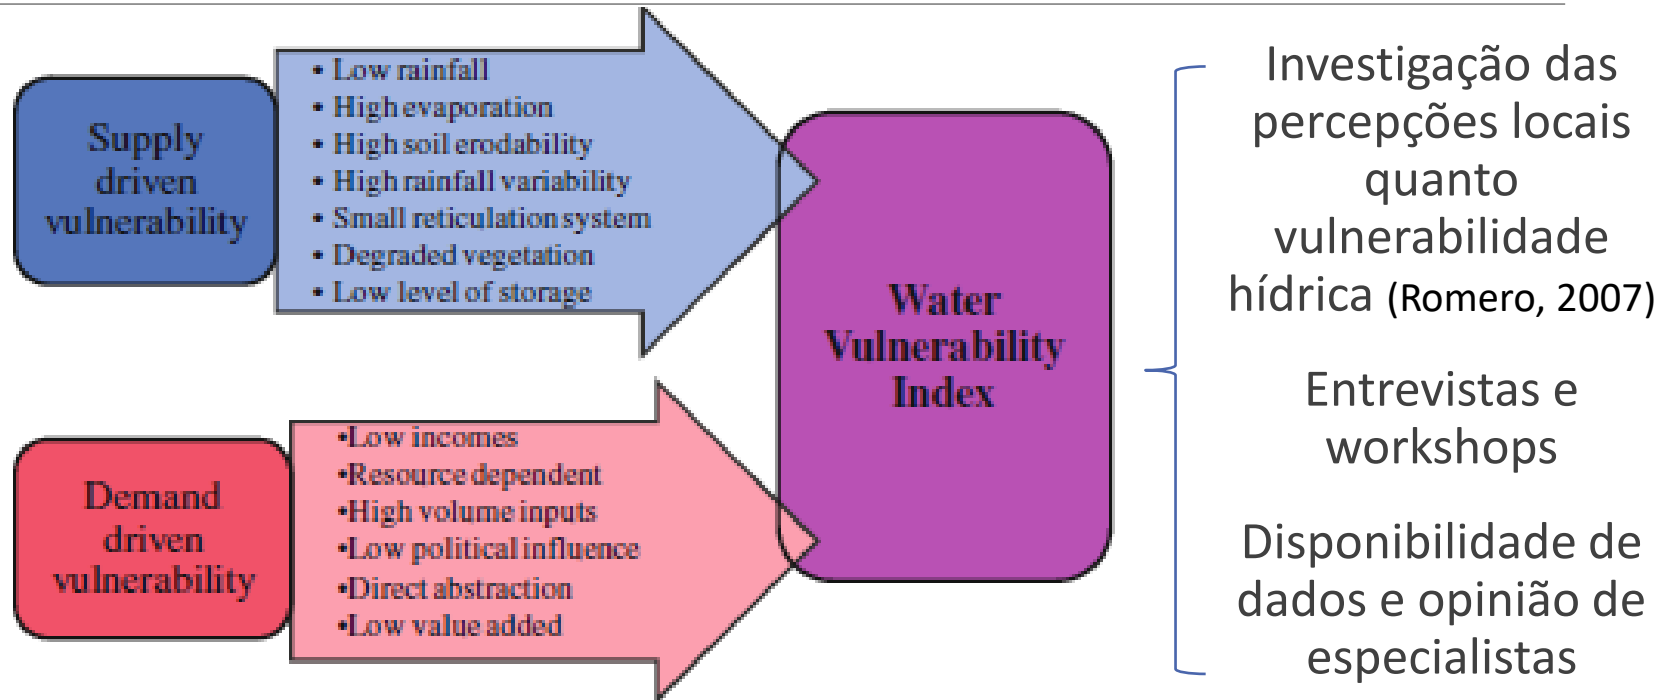 Supply
driven
vulnerability
• Low rainfall
• High evaporation
• High soil erodability
• High rainfall variability
• Small reticulation system
• Degraded vegetation
• Low level of storage
Demand
driven
vulnerability
•Low incomes
•Resource dependent
•High volume inputs
•Low political influence
•Direct abstraction
•Low value added
Water
Vulnerability
Index
Investigação das
percepções locais
quanto
vulnerabilidade
hídrica (Romero, 2007)
Entrevistas e
workshops
Disponibilidade de
dados e opinião de
especialistas